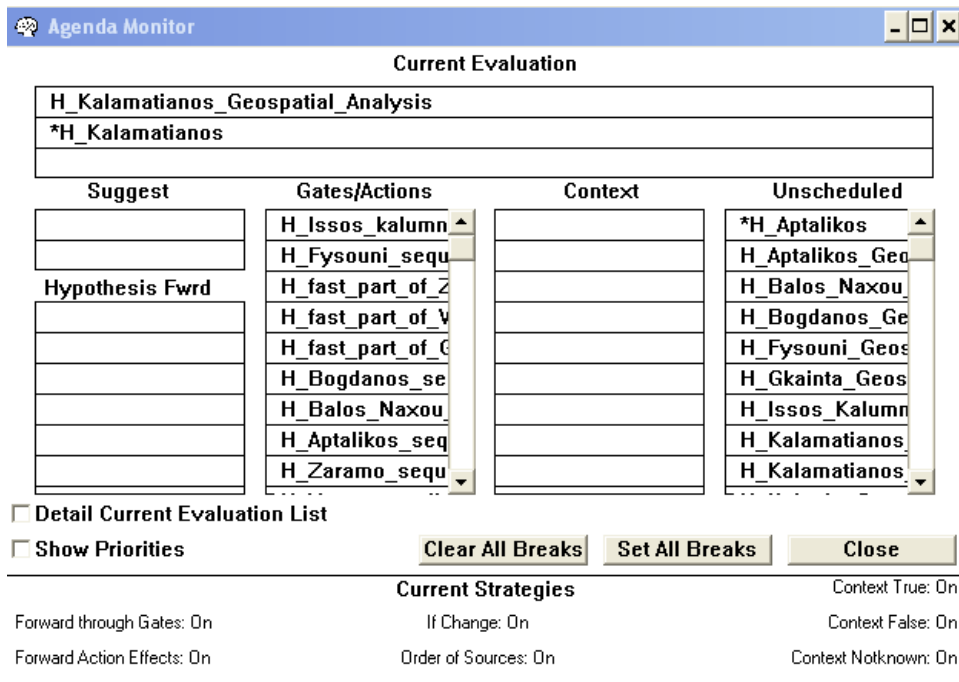 Agenda Monitor
Current Evaluation
H_Kalamatianos_Geospatial_Analysis
*H_Kalamatianos
Suggest
Hypothesis Fwrd
Gates/Actions
H_Issos_kalumn
H_Fysouni_sequ
H_fast_part_of_Z
H_fast_part_of_V
H_fast_part_of_G
H_Bogdanos_se
H_Balos_Naxou_
H_Aptalikos_seq
H_Zaramo_sequ
Context
Unscheduled
*H_Aptalikos
H_Aptalikos_Geo
H_Balos_Naxou_
H_Bogdanos_Ge
H_Fysouni_Geos
H_Gkainta_Geos
H_Issos_Kalumn
H_Kalamatianos_
H_Kalamatianos_
Detail Current Evaluation List
Show Priorities
Clear All Breaks
Set All Breaks
Close
Current Strategies
Context True: On
Forward through Gates: On
If Change: On
Context False: On
Forward Action Effects: On
Order of Sources: On
Context Notknown: On